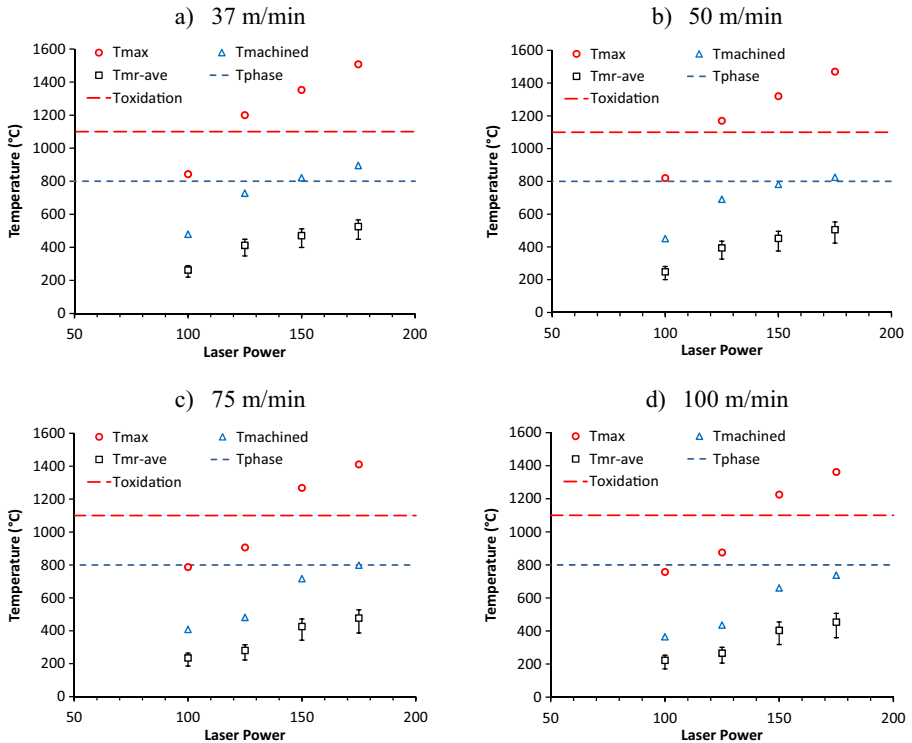 a) 37 m/min
1600
1400
1200
1000
800
600
400
200
0
Temperature (°C)
Tmax
Tmachined
Tmr-ave
Tphase
Toxidation
50 100 150 200
Laser Power
b) 50 m/min
1600
1400
1200
1000
800
600
400
200
0
Temperature (°C)
Tmax
Tmachined
Tmr-ave
Tphase
Toxidation
50 100 150 200
Laser Power
c) 75 m/min
1600
1400
1200
1000
800
600
400
200
0
Temperature (°C)
Tmax
Tmachined
Tmr-ave
Tphase
Toxidation
50 100 150 200
Laser Power
d) 100 m/min
1600
1400
1200
1000
800
600
400
200
0
Temperature (°C)
Tmax
Tmachined
Tmr-ave
Tphase
Toxidation
50 100 150 200
Laser Power